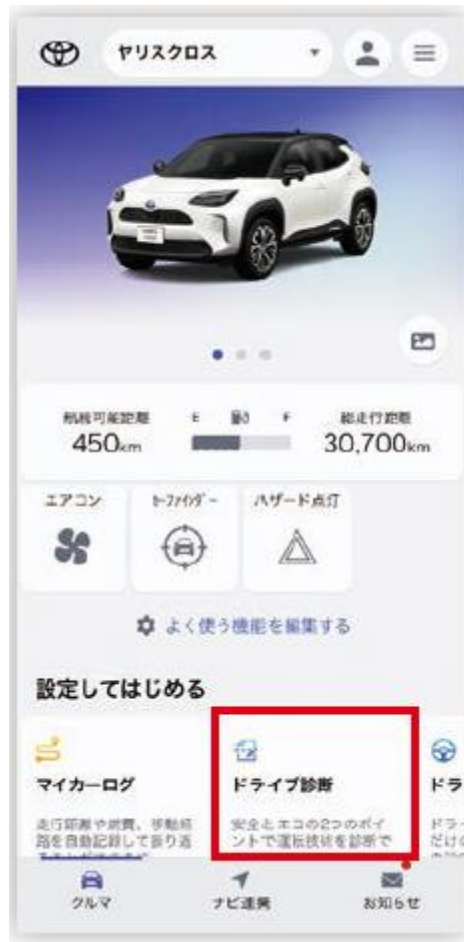 ヤリスクロス
航続可能距離
E F
総走行距離
450km
30,700km
エアコン
カーファインダー
ハザード点灯
よく使う機能を編集する
設定してはじめる
マイカーログ
ドライブ診断
ドラ
走行距離や燃費、移動経
路を自動記録して振り返
安全とエコの2つのポイ
ントで運転技術を診断で
ドラ
だけ
クルマ
ナビ連携
お知らせ